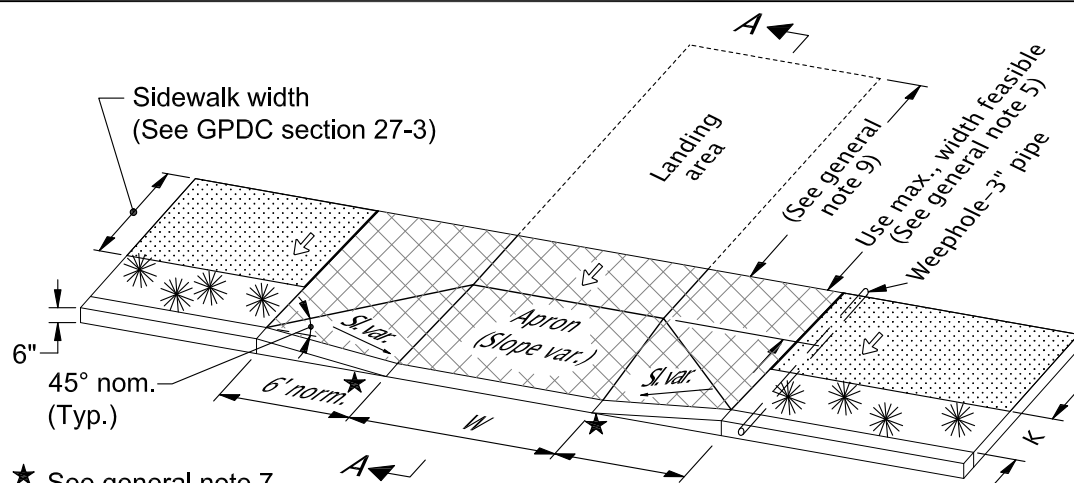 A
Sidewalk width
(See GPDC section 27-3)
Landing
area
(See general
note 9)
Use max., width feasible
(See general note 5)
Weephole-3" pipe
6"
45° nom.
(Typ.)
Sl. var.
Apron
(Slope var.)
Sl. var.
6' norm.
W
K
A
★ See general note 7